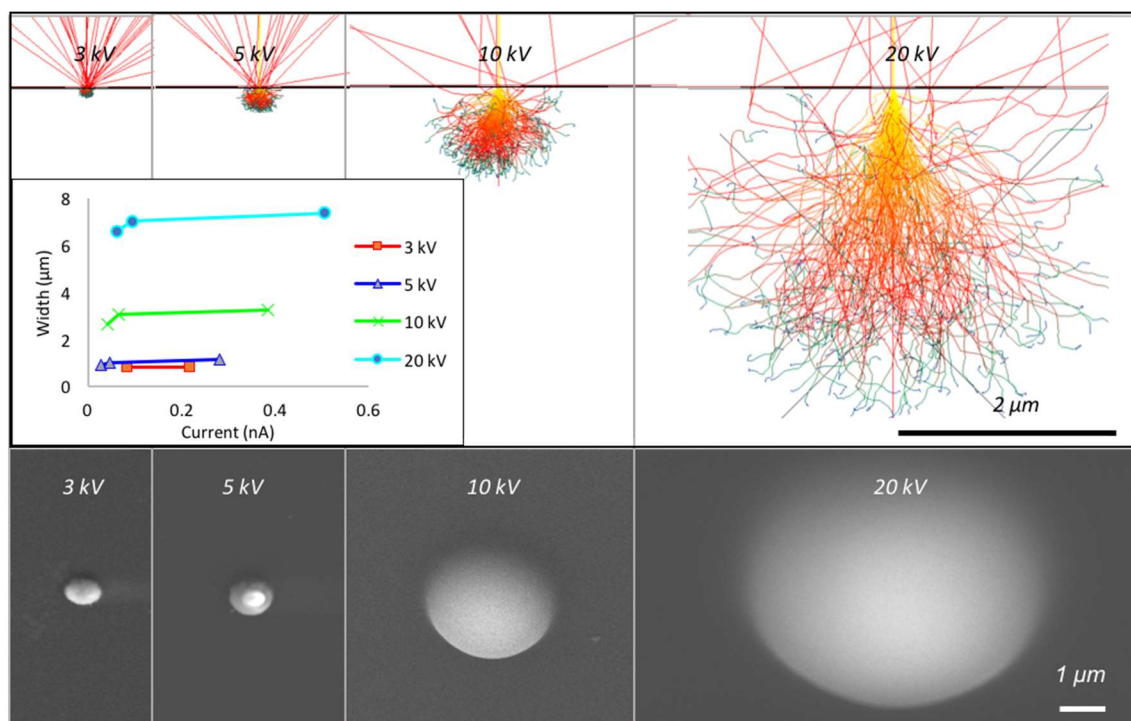 3 kV
5 kV
10 kV
20 kV
8
6
4
2
0
Width (µm)
0
0.2
0.4
0.6
Current (nA)
3 kV
5 kV
10 kV
20 kV
2 µm
3 kV
5 kV
10 kV
20 kV
1 µm